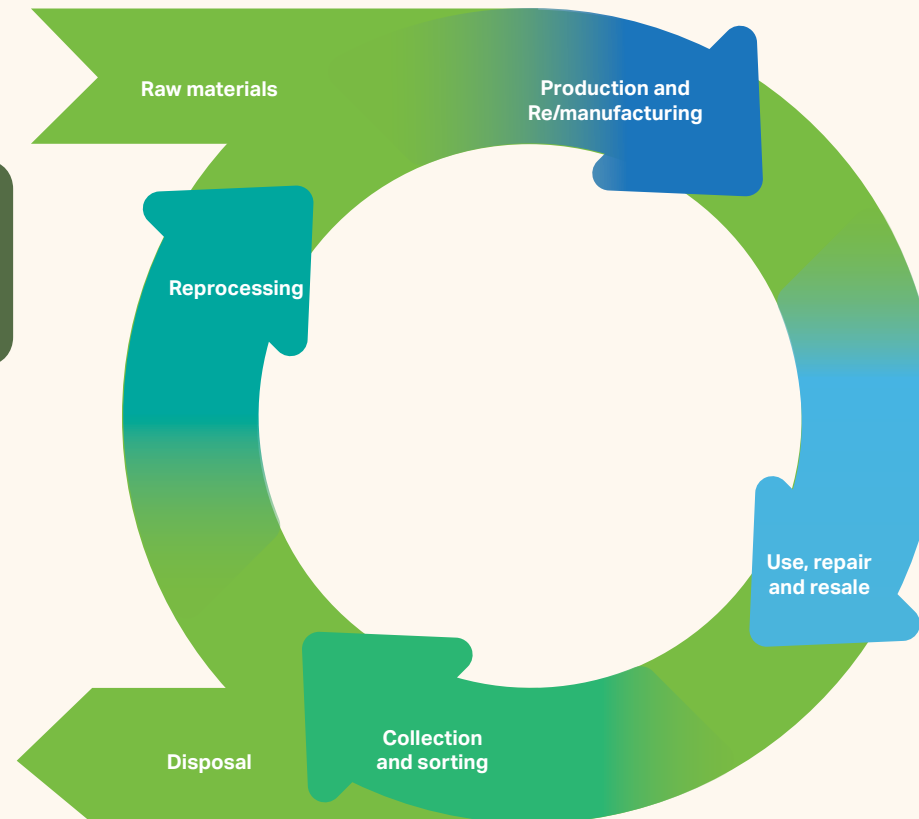 Raw materials
Production and
Re/manufacturing
Reprocessing
Use, repair
and resale
Collection
and sorting
Disposal